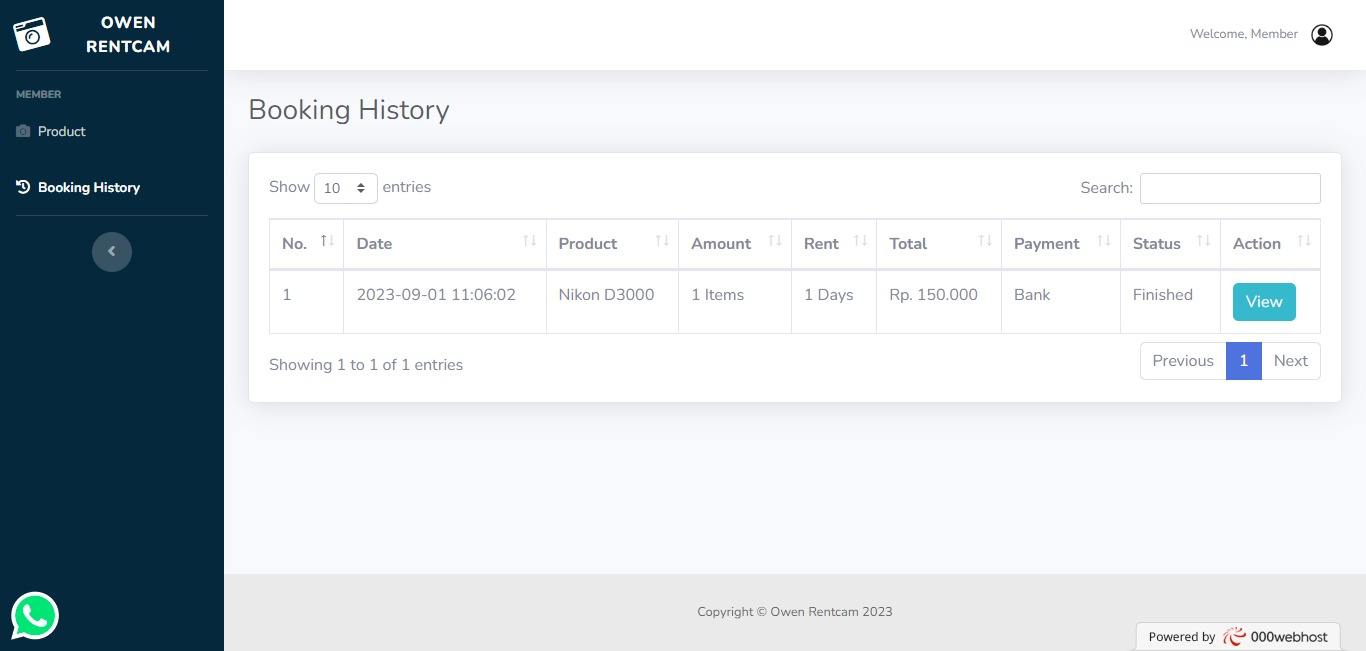 OWEN
RENTCAM
Welcome, Member
MEMBER
Product
Booking History
Booking History
Show 10 entries
Search:
No. Date Product Amount Rent Total Payment Status Action
1 2023-09-01 11:06:02 Nikon D3000 1 Items 1 Days Rp. 150.000 Bank Finished View
Showing 1 to 1 of 1 entries
Previous 1 Next
Copyright © Owen Rentcam 2023
Powered by 000webhost